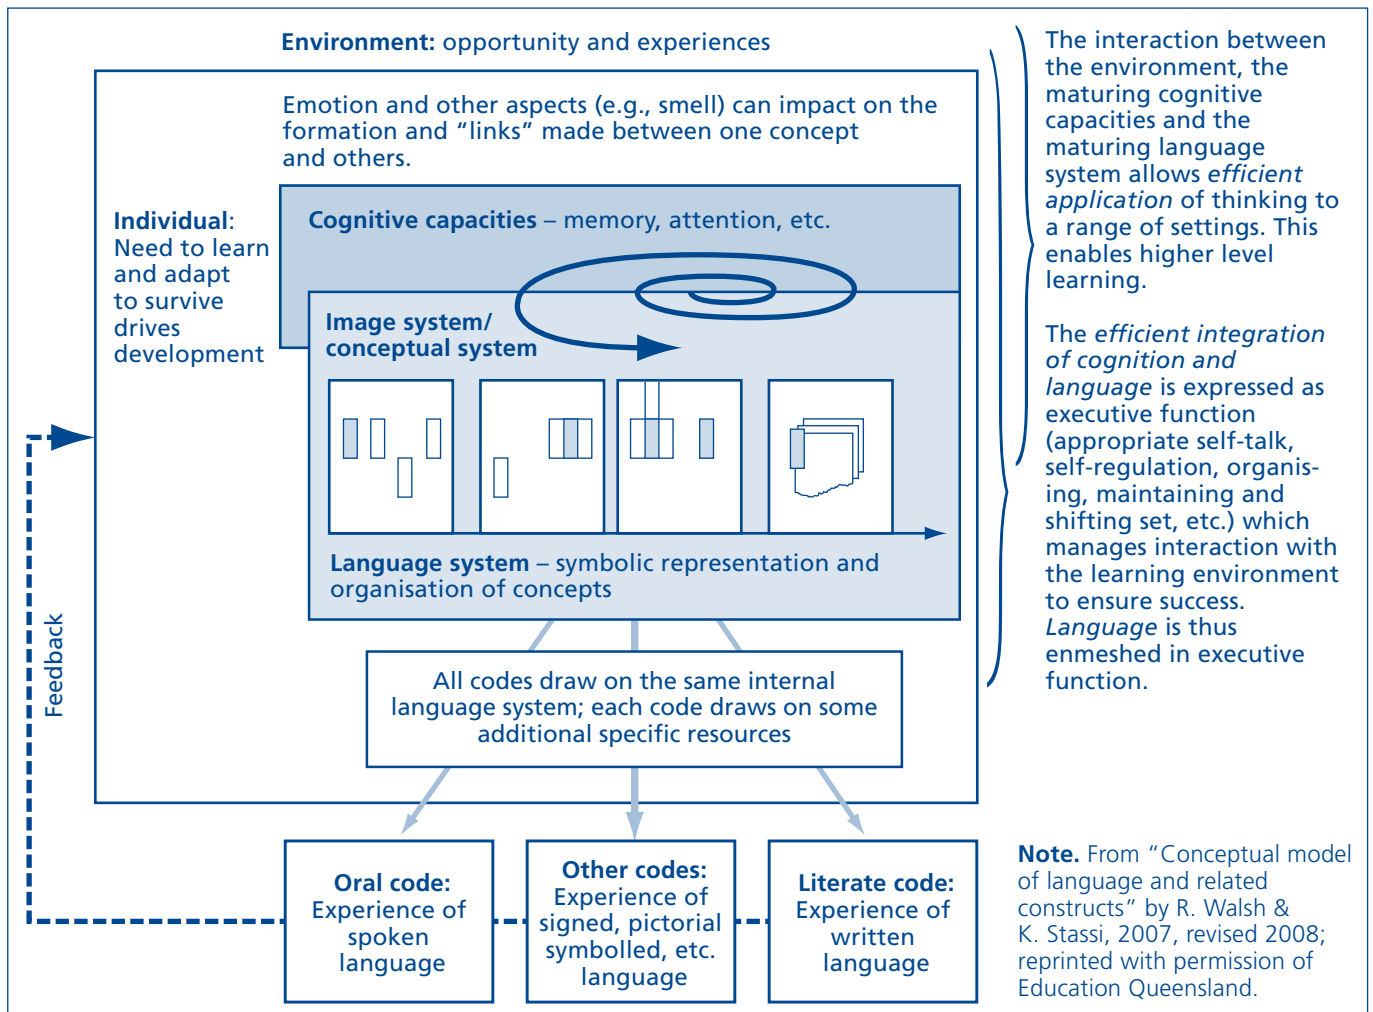 Environment: opportunity and experiences
Emotion and other aspects (e.g., smell) can impact on the
formation and “links” made between one concept
and others.
Individual:
Need to learn
and adapt
to survive
drives
development
Cognitive capacities – memory, attention, etc.
Image system/
conceptual system
Language system – symbolic representation and
organisation of concepts
All codes draw on the same internal
language system; each code draws on some
additional specific resources
Feedback
Oral code:
Experience of
spoken
language
Other codes:
Experience of
signed, pictorial
symbolled, etc.
language
Literate code:
Experience of
written
language
The interaction between
the environment, the
maturing cognitive
capacities and the
maturing language
system allows efficient
application of thinking to
a range of settings. This
enables higher level
learning.
The efficient integration
of cognition and
language is expressed as
executive function
(appropriate self-talk,
self-regulation, organis-
ing, maintaining and
shifting set, etc.) which
manages interaction with
the learning environment
to ensure success.
Language is thus
enmeshed in executive
function.
Note. From “Conceptual model
of language and related
constructs” by R. Walsh &
K. Stassi, 2007, revised 2008;
reprinted with permission of
Education Queensland.